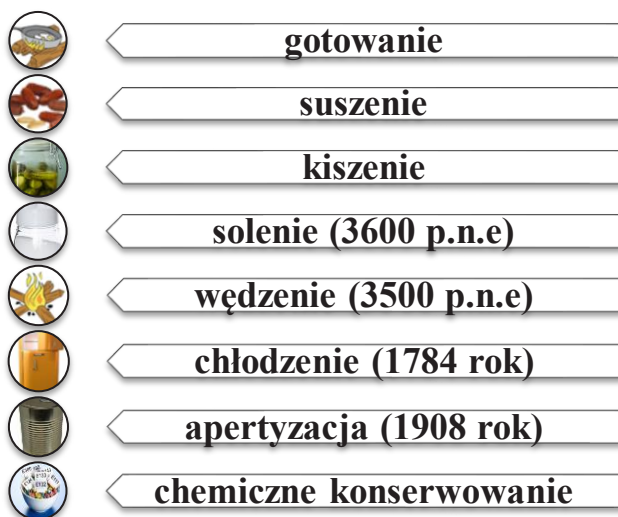 gotowanie
suszenie
kiszenie
solenie (3600 p.n.e)
wędzenie (3500 p.n.e)
chłodzenie (1784 rok)
apertyzacja (1908 rok)
chemiczne konserwowanie